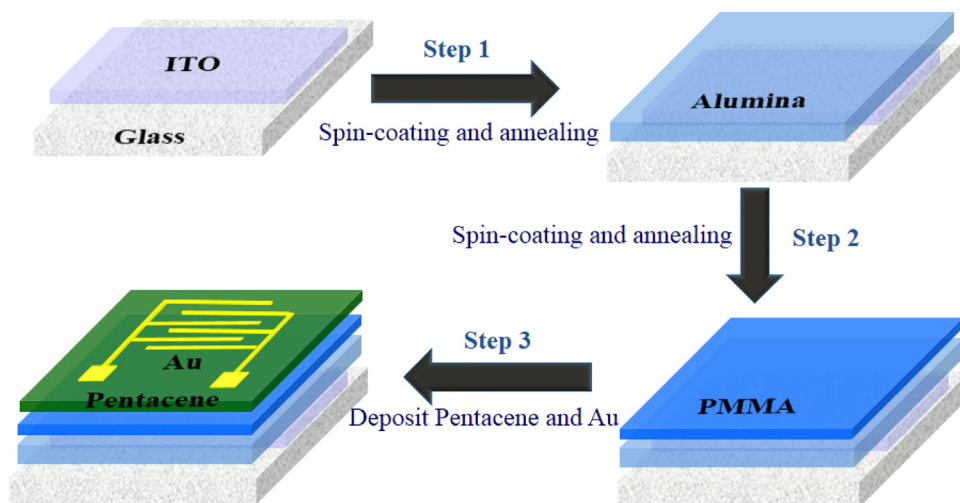 ITO
Glass
Step 1
Spin-coating and annealing
Alumina
Spin-coating and annealing
Step 2
PMMA
Step 3
Deposit Pentacene and Au
Au
Pentacene